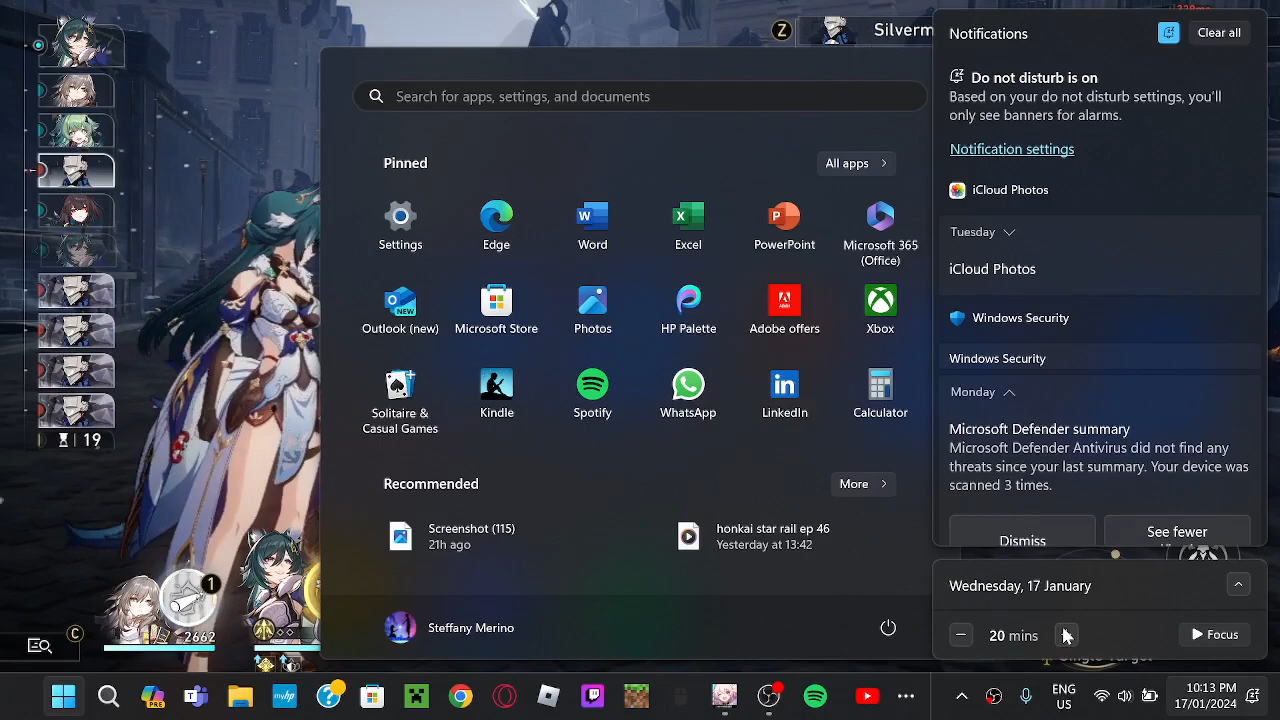 Z
Silverm
19
1
2662
C
Search for apps, settings, and documents
Pinned
All apps
Settings
Edge
Word
Excel
PowerPoint
Microsoft 365
(Office)
NEW
Outlook (new)
Microsoft Store
Photos
HP Palette
Adobe
Adobe offers
Xbox
Solitaire &
Casual Games
Kindle
Spotify
WhatsApp
LinkedIn
Calculator
Recommended
More
Screenshot (115)
21h ago
honkai star rail ep 46
Yesterday at 13:42
Steffany Merino
Notifications
Clear all
Do not disturb is on
Based on your do not disturb settings, you'll
only see banners for alarms.
Notification settings
iCloud Photos
Tuesday
iCloud Photos
Windows Security
Windows Security
Monday
Microsoft Defender summary
Microsoft Defender Antivirus did not find any
threats since your last summary. Your device was
scanned 3 times.
Dismiss
See fewer
Wednesday, 17 January
20 mins
Focus
PRE
myhp
ENG
US
10:13 PM
17/01/2024